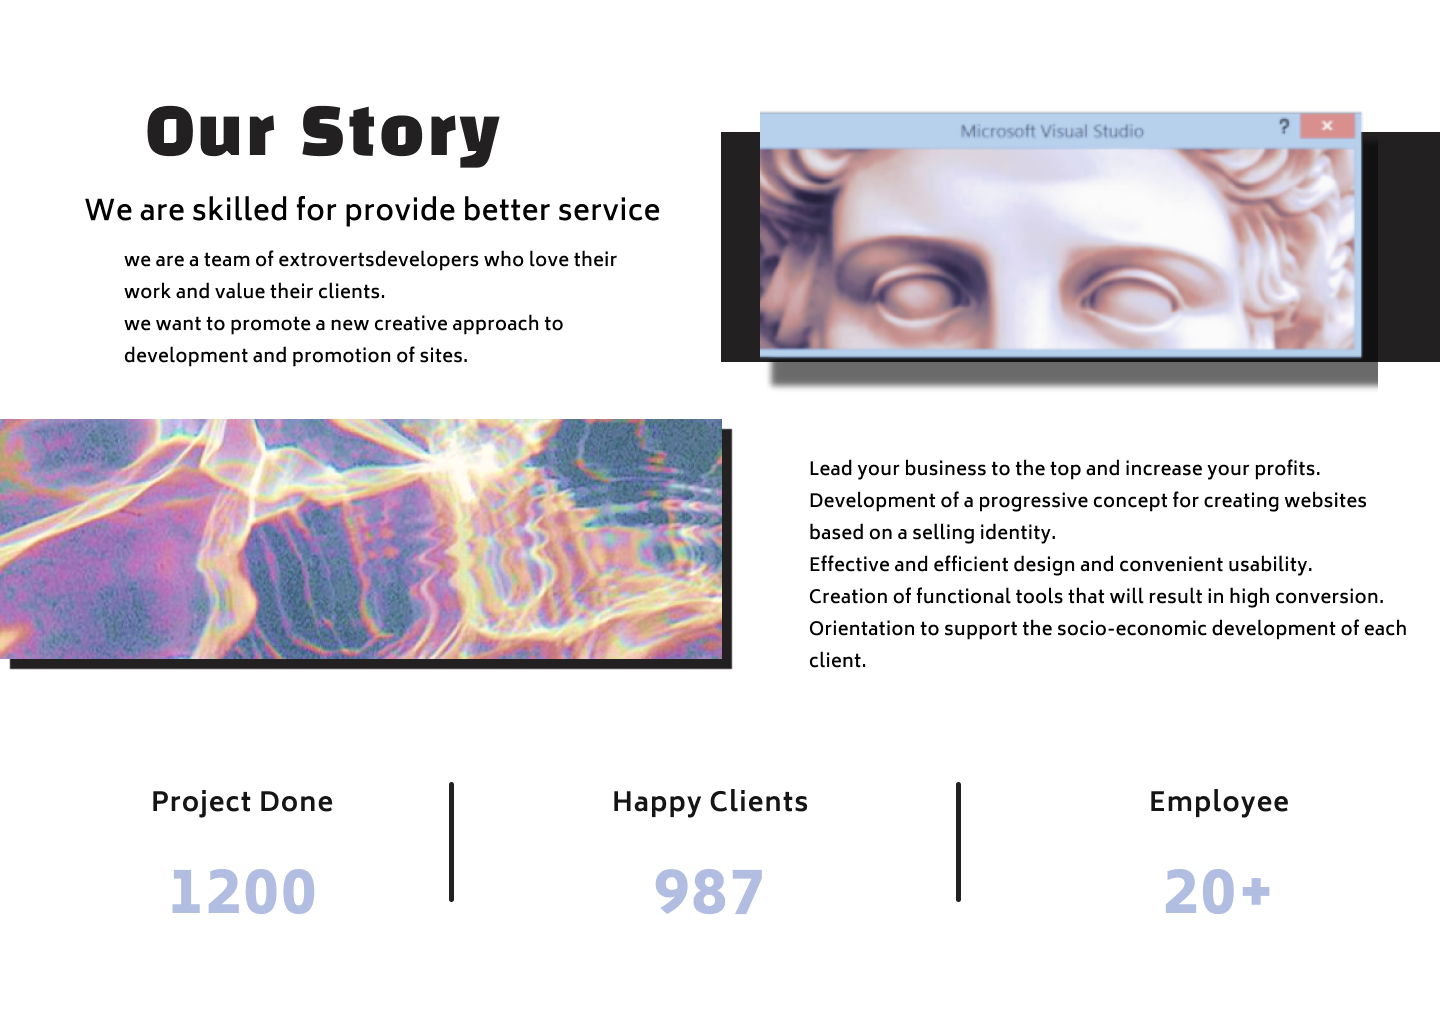 Our Story
We are skilled for provide better service
we are a team of extrovertsdevelopers who love their
work and value their clients.
we want to promote a new creative approach to
development and promotion of sites.
Microsoft Visual Studio
?
×
Lead your business to the top and increase your profits.
Development of a progressive concept for creating websites
based on a selling identity.
Effective and efficient design and convenient usability.
Creation of functional tools that will result in high conversion.
Orientation to support the socio-economic development of each
client.
Project Done
1200
Happy Clients
987
Employee
20+